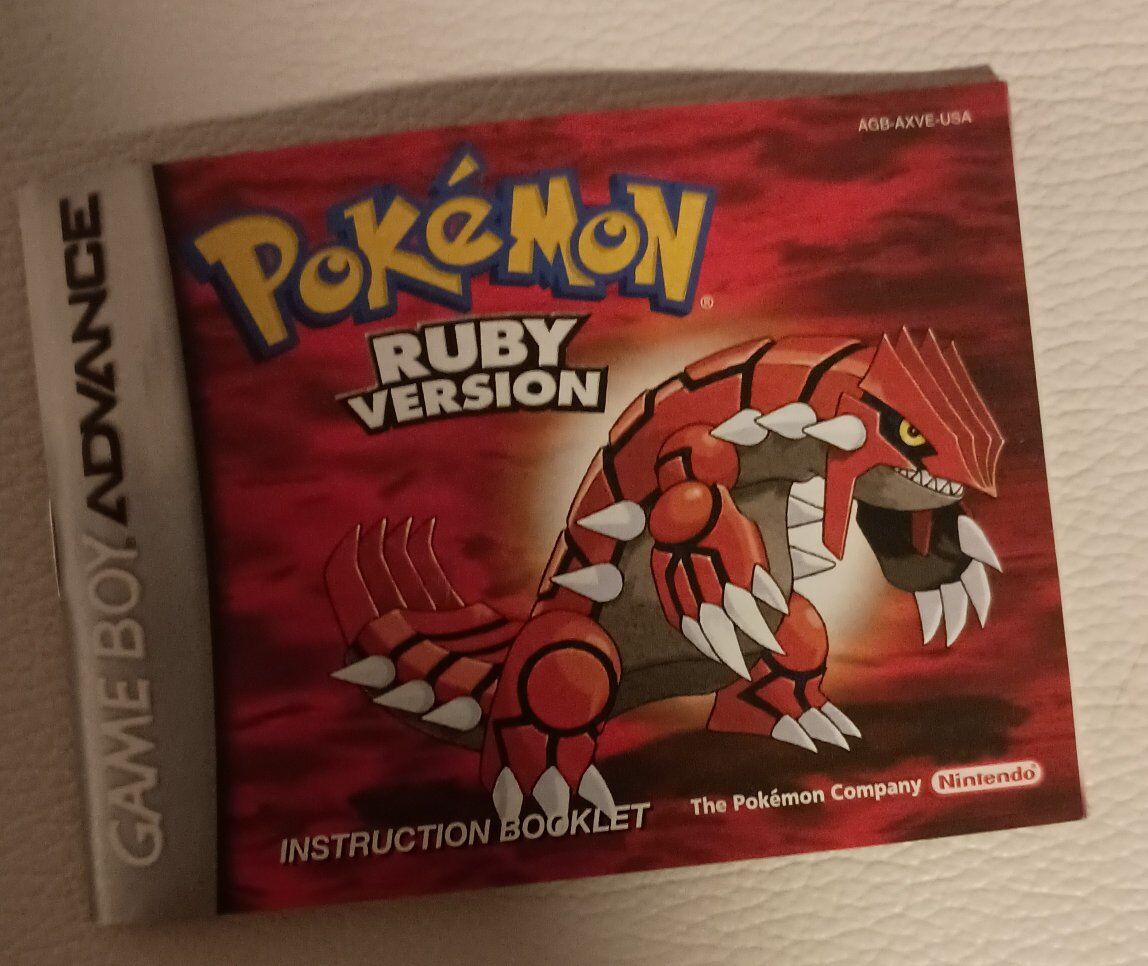 AGB-AXVE-USA
GAME BOY ADVANCE
POKéMON®
RUBY
VERSION
INSTRUCTION BOOKLET
The Pokémon Company
Nintendo®